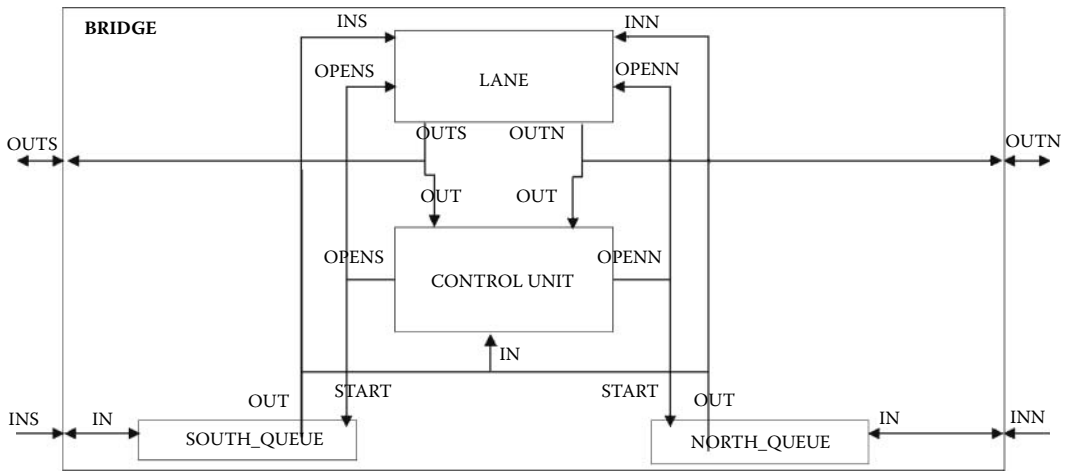 INS
INN
BRIDGE
OPENS
LANE
OPENN
OUTS
OUTS
OUTN
OUTN
OUT
OUT
OPENS
CONTROL UNIT
OPENN
IN
START
START
OUT
OUT
INS
IN
SOUTH_QUEUE
NORTH_QUEUE
IN
INN